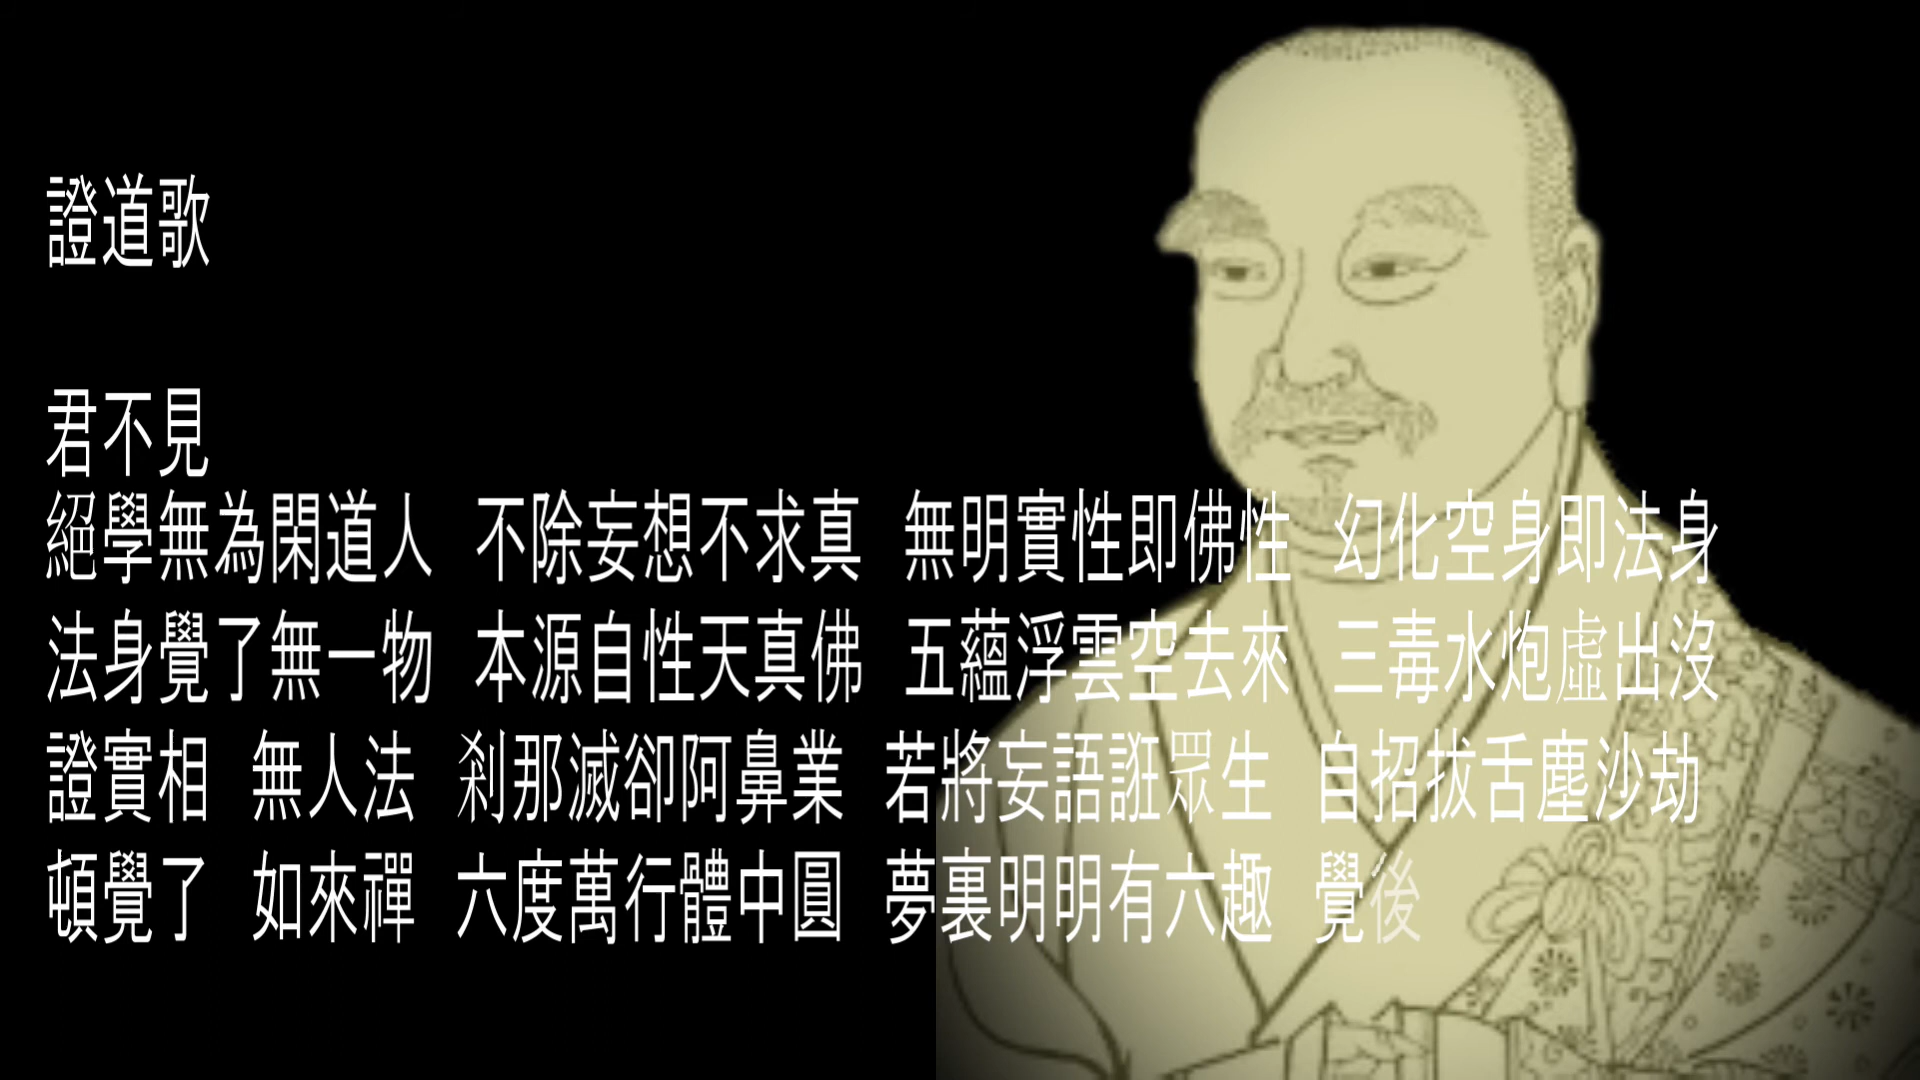 證道歌
君不見
絕學無為閑道人 不除妄想不求真 無明實性即佛性 幻化空身即法身
法身覺了無一物 本源自性天真佛 五蘊浮雲空去來 三毒水炮虛出沒
證實相 無人法 剎那滅卻阿鼻業 若將妄語誑眾生 自招拔舌塵沙劫
頓覺了 如來禪 六度萬行體中圓 夢裏明明有六趣 覺後